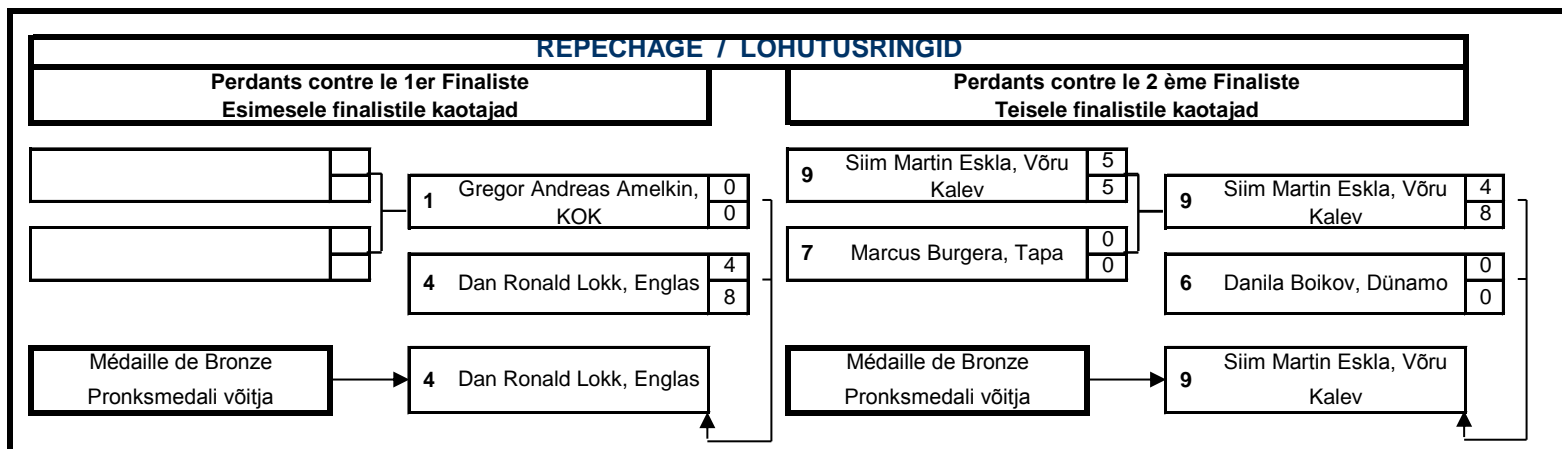 REPECHAGE / LOHUTUSRINGID
Perdants contre le 1er Finaliste
Esimesele finalistile kaotajad
Perdants contre le 2 ème Finaliste
Teisele finalistile kaotajad
1 Gregor Andreas Amelkin, 0
KOK 0
4 Dan Ronald Lokk, Englas 4
8
Médaille de Bronze
Pronksmedali võitja
4 Dan Ronald Lokk, Englas
9 Siim Martin Eskla, Võru 5
Kalev 5
7 Marcus Burgera, Tapa 0
0
9 Siim Martin Eskla, Võru 4
Kalev 8
6 Danila Boikov, Dünamo 0
0
Médaille de Bronze
Pronksmedali võitja
9 Siim Martin Eskla, Võru
Kalev